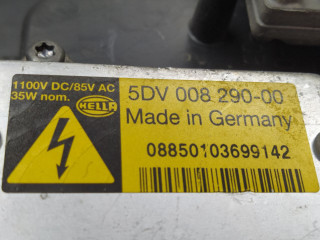 1100V DC/85V AC
35W nom.
HELLA
5DV 008 290-00
Made in Germany
08850103699142